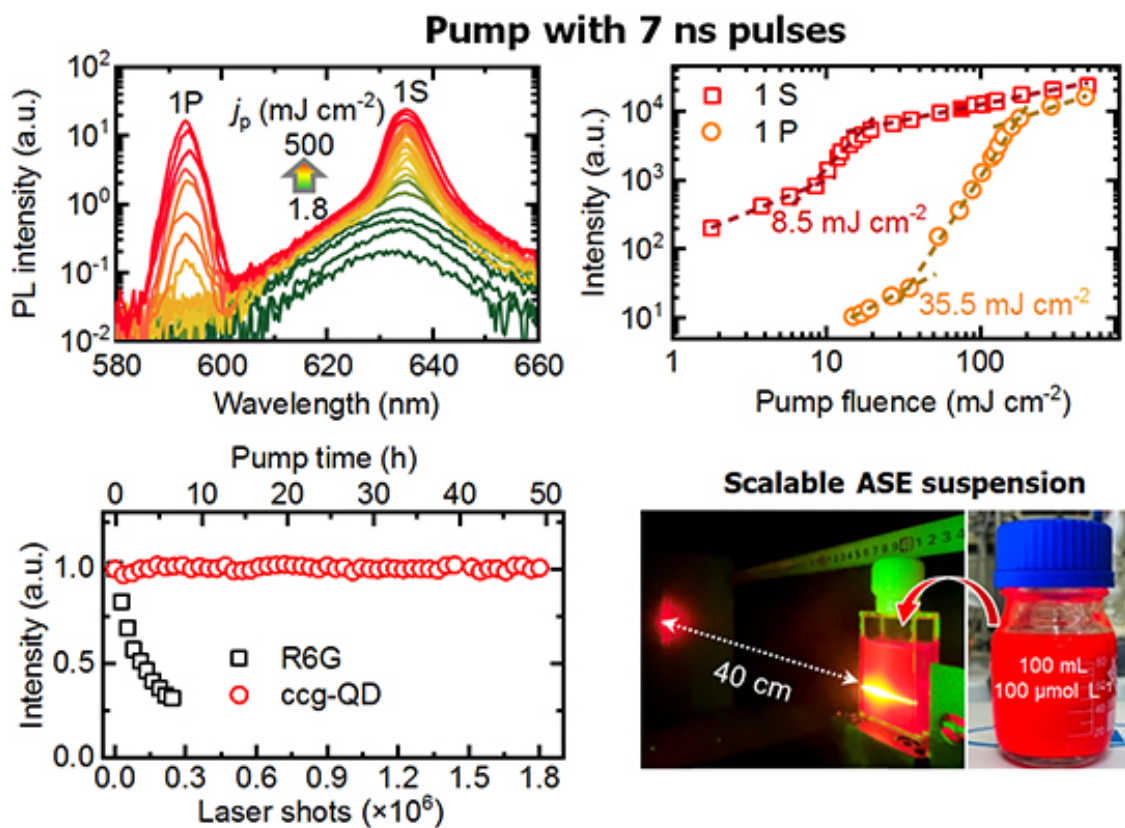 Pump with 7 ns pulses
10²
10¹
10⁰
10⁻¹
10⁻²
PL intensity (a.u.)
1P
jₚ (mJ cm⁻²)
500
1.8
1S
580
600
620
640
660
Wavelength (nm)
10⁴
10³
10²
10¹
Intensity (a.u.)
1 S
1 P
8.5 mJ cm⁻²
35.5 mJ cm⁻²
1
10
100
Pump fluence (mJ cm⁻²)
Pump time (h)
0
10
20
30
40
50
1.0
0.5
0.0
Intensity (a.u.)
R6G
ccg-QD
0.0
0.3
0.6
0.9
1.2
1.5
1.8
Laser shots (×10⁶)
Scalable ASE suspension
40 cm
100 mL
100 μmol L⁻¹